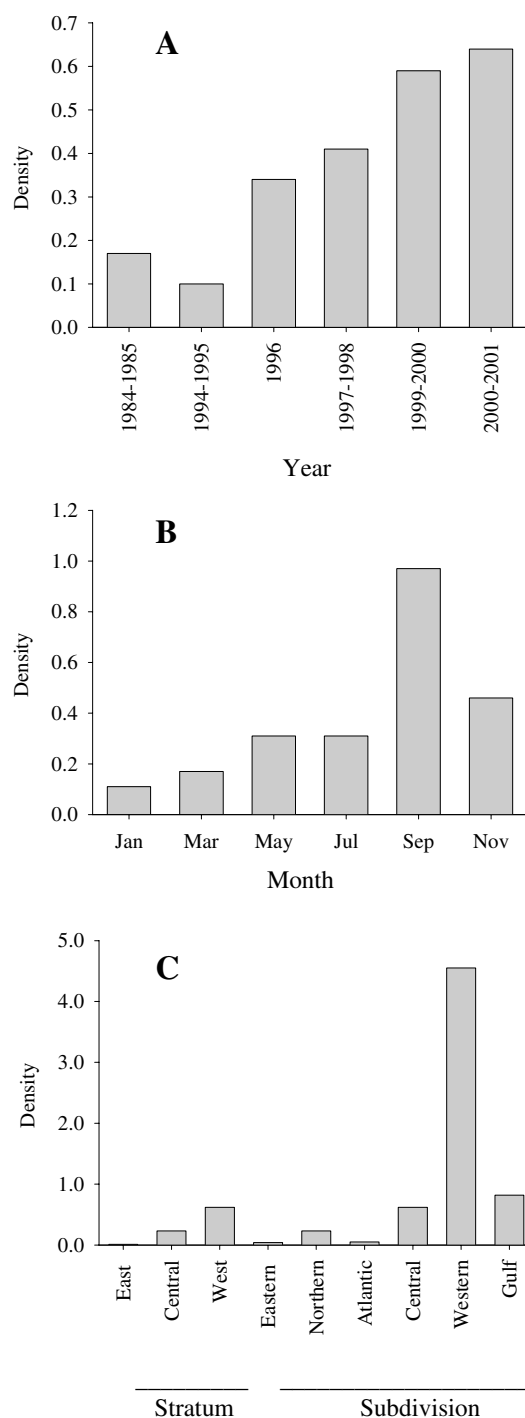 A
0.7
0.6
0.5
0.4
0.3
0.2
0.1
0.0
Density
1984-1985
1994-1995
1996
1997-1998
1999-2000
2000-2001
Year
B
1.2
1.0
0.8
0.6
0.4
0.2
0.0
Density
Jan Mar May Jul Sep Nov
Month
C
5.0
4.0
3.0
2.0
1.0
0.0
Density
East
Central
West
Eastern
Northern
Atlantic
Central
Western
Gulf
Stratum Subdivision